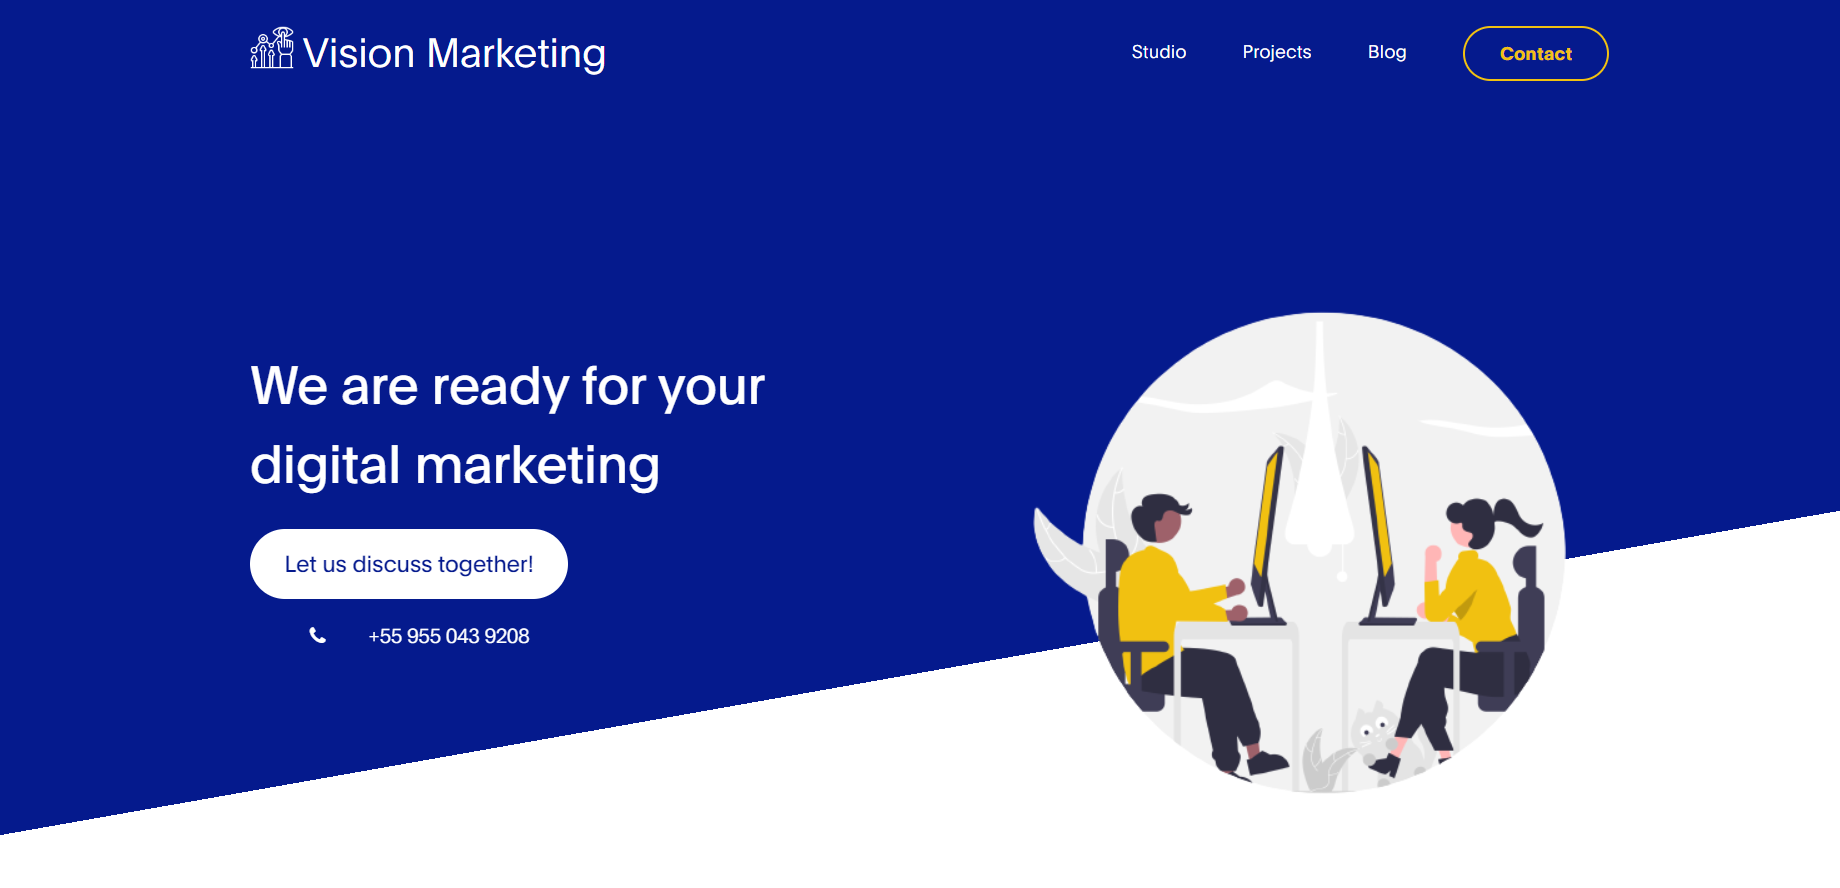 Vision Marketing
Studio
Projects
Blog
Contact
We are ready for your
digital marketing
Let us discuss together!
+55 955 043 9208